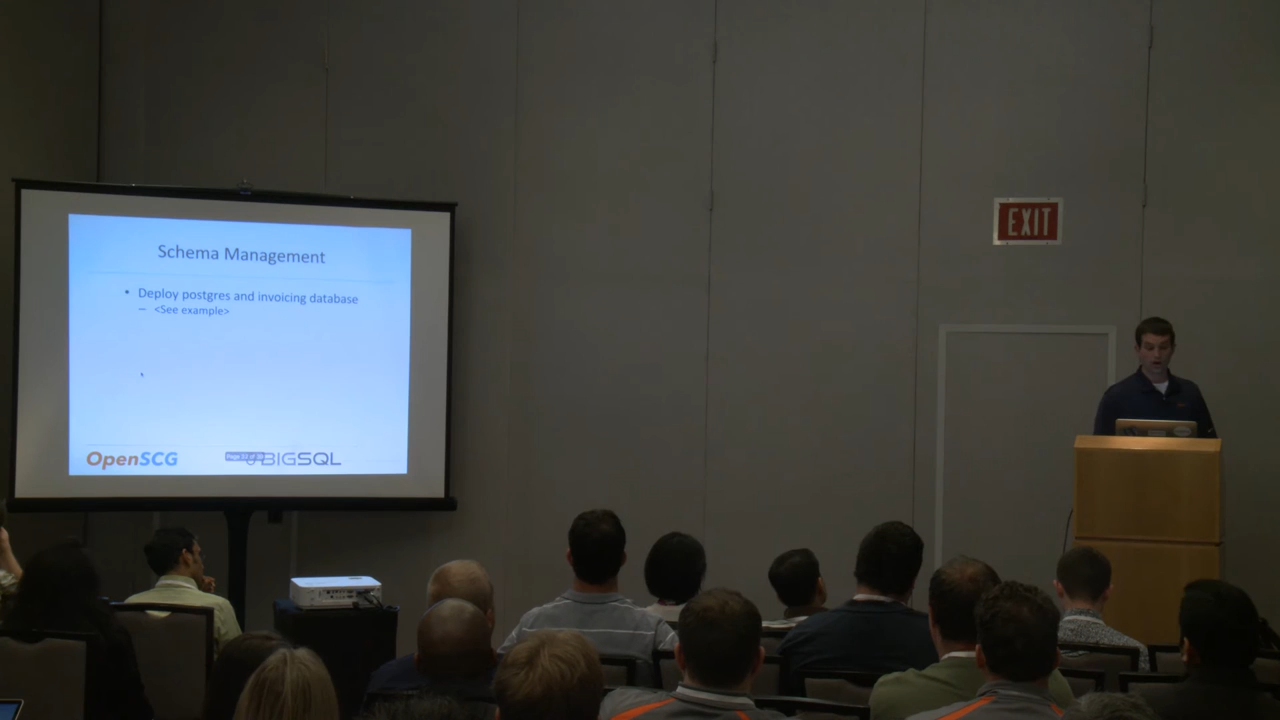 Schema Management
• Deploy postgres and invoicing database
– <See example>
OpenSCG
BIGSQL
EXIT